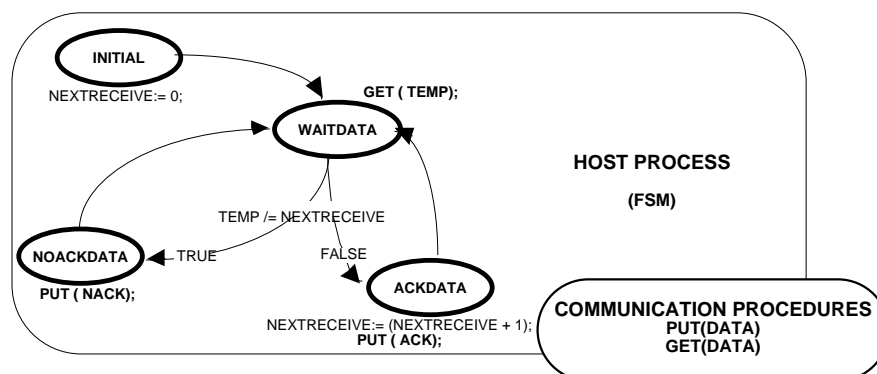 INITIAL
NEXTRECEIVE:= 0;
GET ( TEMP);
WAITDATA
HOST PROCESS
(FSM)
TEMP /= NEXTRECEIVE
NOACKDATA
TRUE
FALSE
PUT ( NACK);
ACKDATA
NEXTRECEIVE:= (NEXTRECEIVE + 1);
PUT ( ACK);
COMMUNICATION PROCEDURES
PUT(DATA)
GET(DATA)